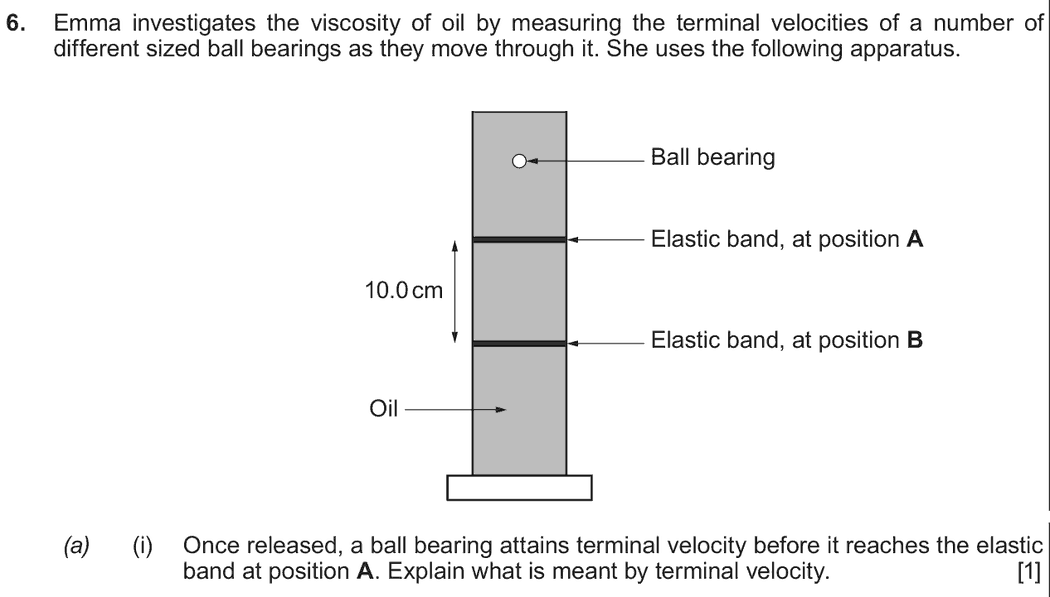 6. Emma investigates the viscosity of oil by measuring the terminal velocities of a number of
different sized ball bearings as they move through it. She uses the following apparatus.
Ball bearing
Elastic band, at position A
10.0 cm
Elastic band, at position B
Oil
(a) (i) Once released, a ball bearing attains terminal velocity before it reaches the elastic
band at position A. Explain what is meant by terminal velocity. [1]